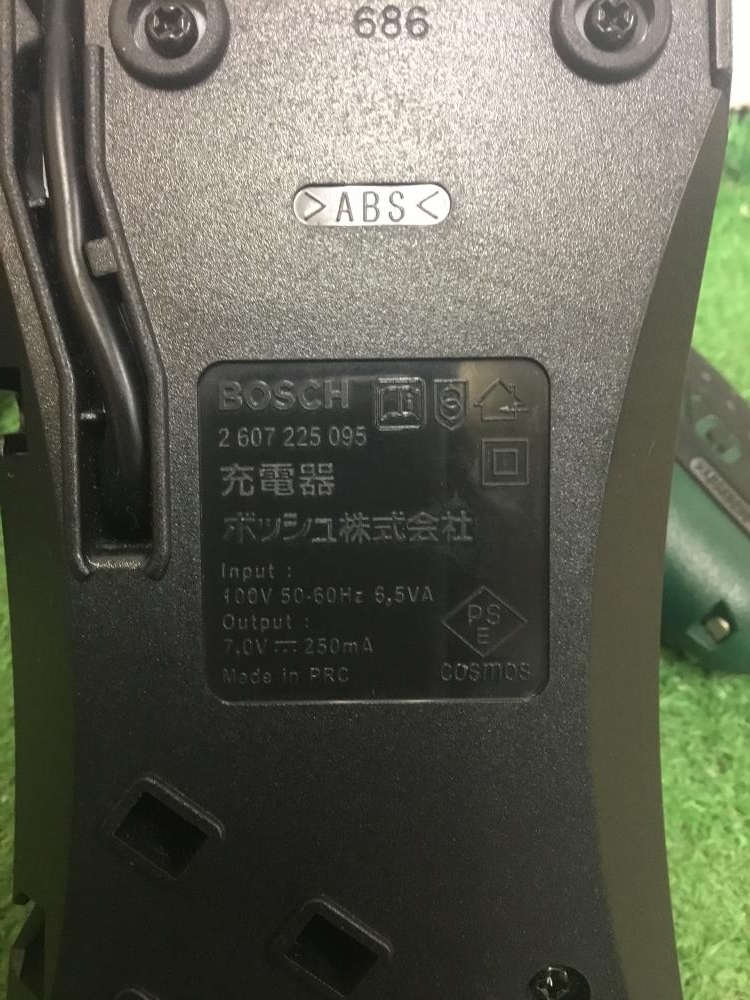 686
>ABS<
BOSCH
2 607 225 095
充電器
ボッシュ株式会社
Input :
100V 50-60Hz 6,5VA
Output :
7,0V ⎓ 250mA
Made in PRC
PS
E
cosmos